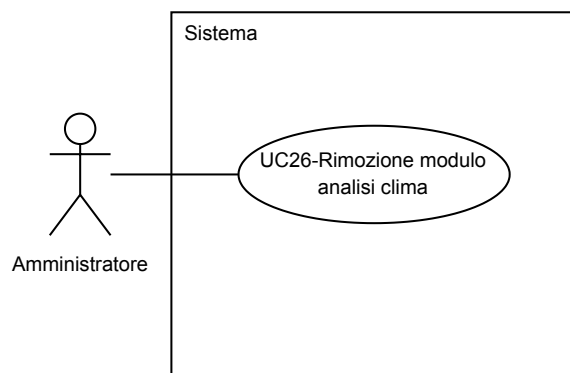 Sistema
UC26-Rimozione modulo
analisi clima
Amministratore